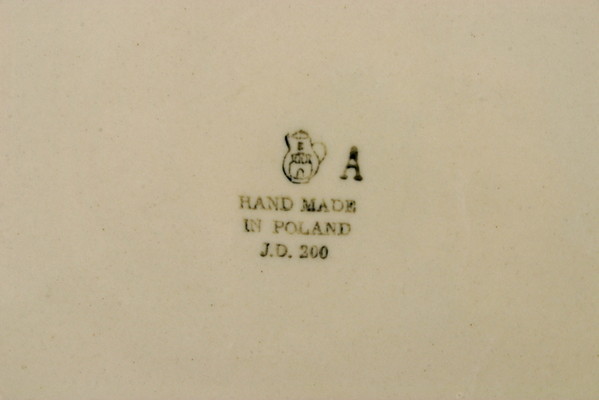 A
HAND MADE
IN POLAND
J.D. 200